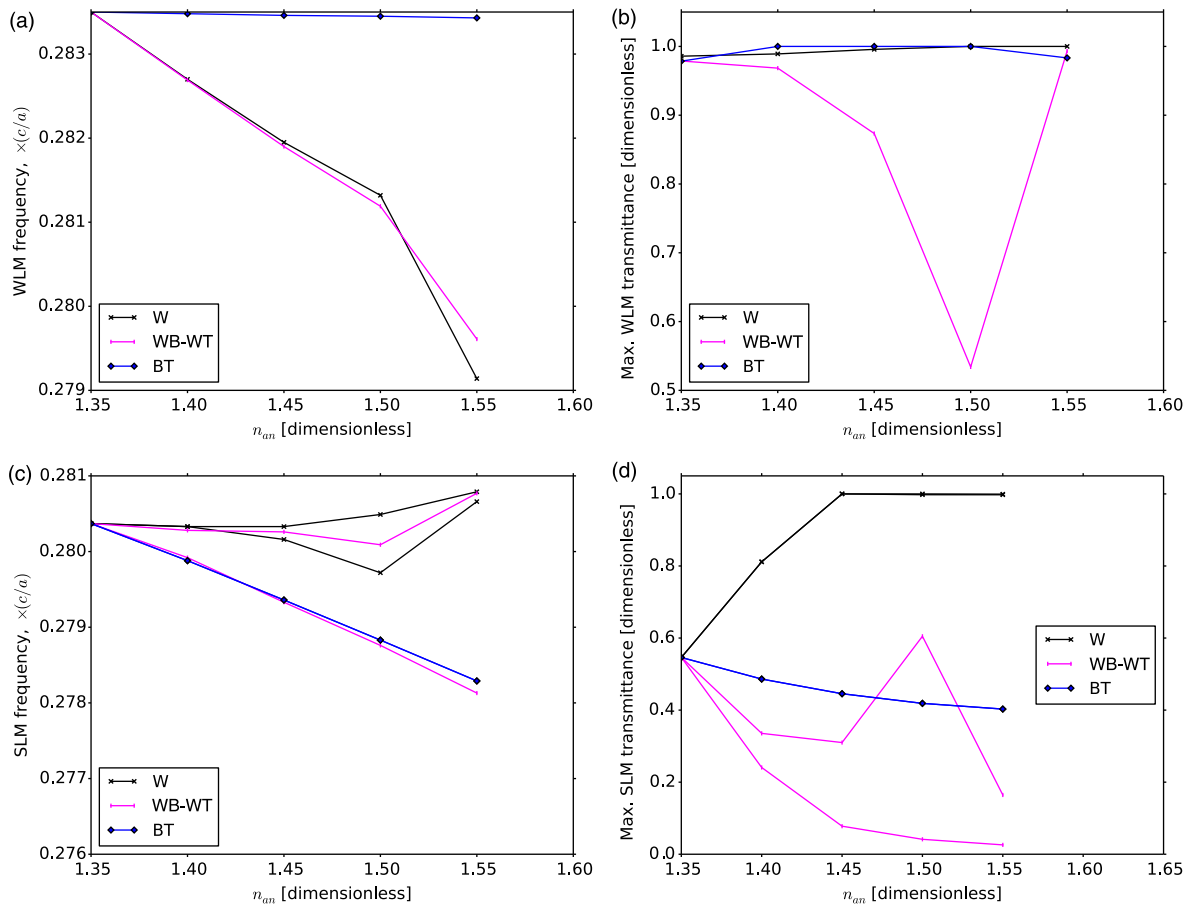 (a)
WLM frequency, ×(c/a)
0.283
0.282
0.281
0.280
0.279
W
WB-WT
BT
1.35 1.40 1.45 1.50 1.55 1.60
n_an [dimensionless]
(b)
Max. WLM transmittance [dimensionless]
1.0
0.9
0.8
0.7
0.6
0.5
W
WB-WT
BT
1.35 1.40 1.45 1.50 1.55 1.60
n_an [dimensionless]
(c)
SLM frequency, ×(c/a)
0.281
0.280
0.279
0.278
0.277
0.276
W
WB-WT
BT
1.35 1.40 1.45 1.50 1.55 1.60
n_an [dimensionless]
(d)
Max. SLM transmittance [dimensionless]
1.0
0.8
0.6
0.4
0.2
0.0
W
WB-WT
BT
1.35 1.40 1.45 1.50 1.55 1.60 1.65
n_an [dimensionless]